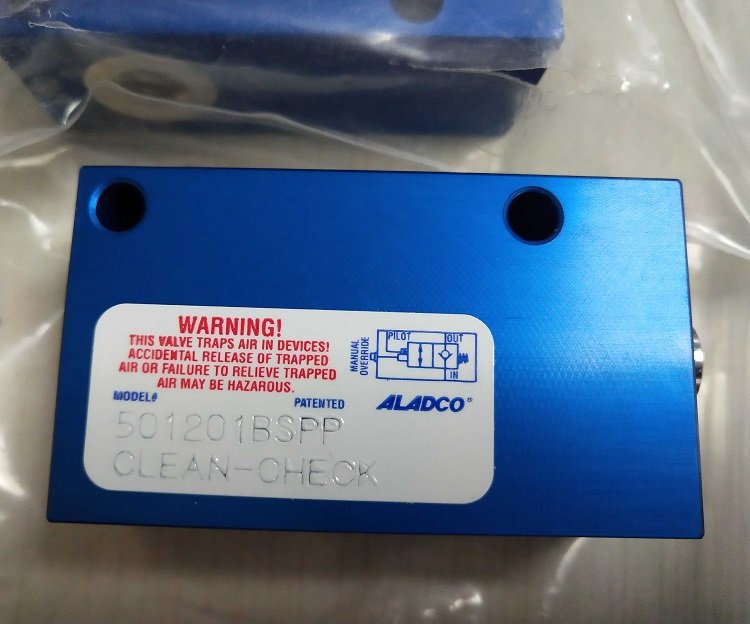 WARNING!
THIS VALVE TRAPS AIR IN DEVICES!
ACCIDENTAL RELEASE OF TRAPPED
AIR OR FAILURE TO RELIEVE TRAPPED
AIR MAY BE HAZARDOUS.
MODEL#
PATENTED
501201BSPP
CLEAN-CHECK
MANUAL
OVERRIDE
PILOT
OUT
IN
ALADCO®